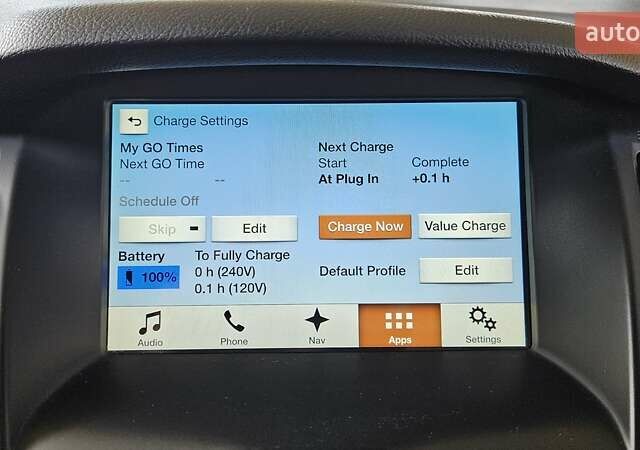 auto
Charge Settings
My GO Times
Next GO Time
-- --
Schedule Off
Skip
Edit
Next Charge
Start Complete
At Plug In +0.1 h
Charge Now
Value Charge
Battery
100%
To Fully Charge
0 h (240V)
0.1 h (120V)
Default Profile
Edit
Audio
Phone
Nav
Apps
Settings